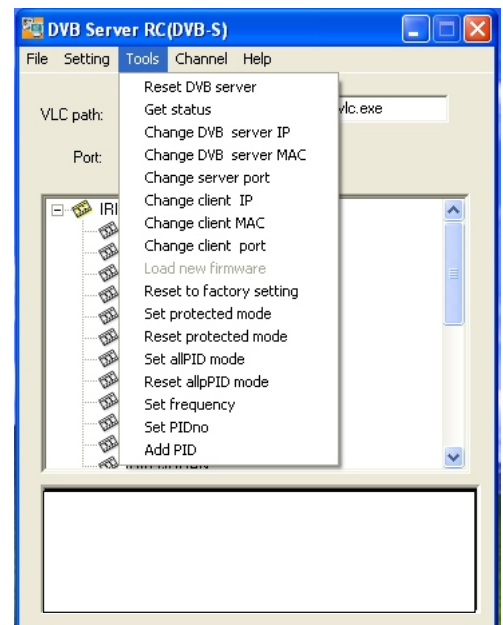 DVB Server RC(DVB-S)
File Setting Tools Channel Help
Reset DVB server
VLC path: Get status vlc.exe
Change DVB server IP
Port: Change DVB server MAC
Change server port
Change client IP
Change client MAC
Change client port
Load new firmware
Reset to factory setting
Set protected mode
Reset protected mode
Set allPID mode
Reset allpPID mode
Set frequency
Set PIDno
Add PID